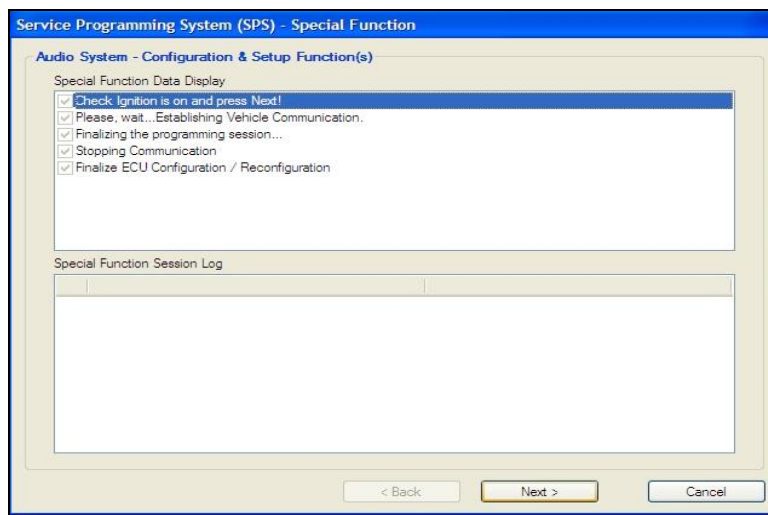 Service Programming System (SPS) - Special Function
Audio System - Configuration & Setup Function(s)
Special Function Data Display
Check Ignition is on and press Next!
Please, wait...Establishing Vehicle Communication.
Finalizing the programming session...
Stopping Communication
Finalize ECU Configuration / Reconfiguration
Special Function Session Log
< Back Next > Cancel